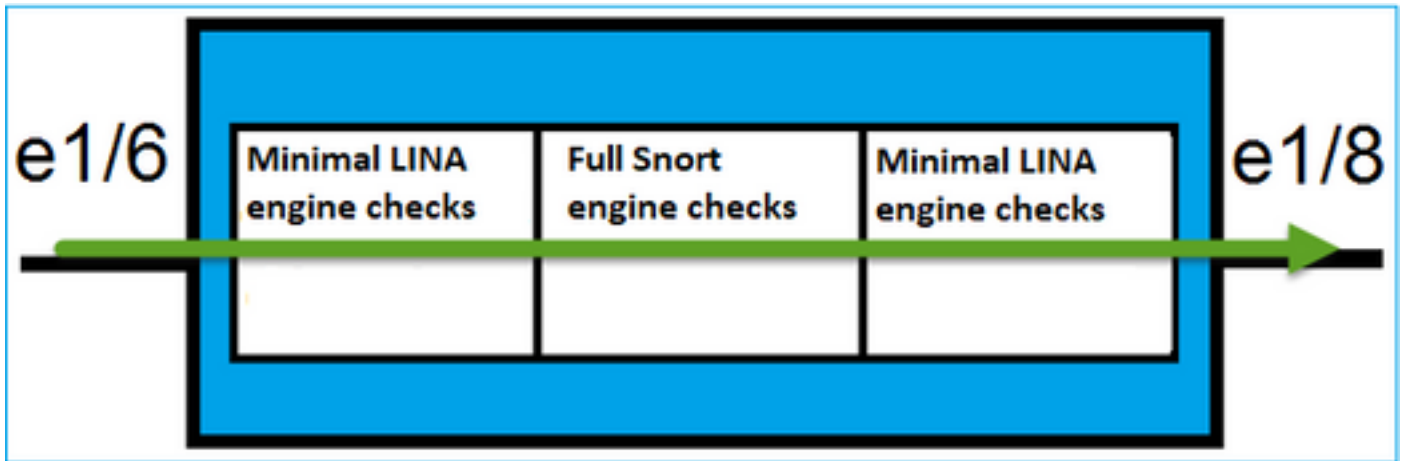 e1/6
Minimal LINA
engine checks
Full Snort
engine checks
Minimal LINA
engine checks
e1/8